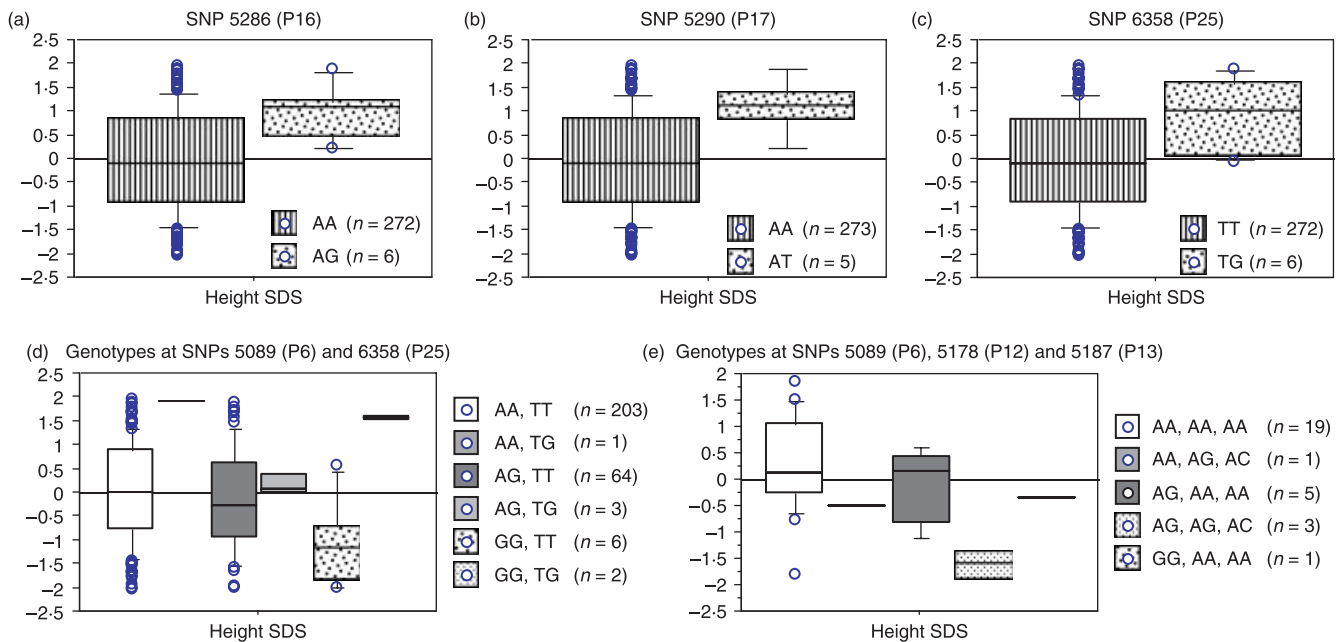 (a) SNP 5286 (P16)
2·5
2
1·5
1
0·5
0
−0·5
−1
−1·5
−2
−2·5
AA (n = 272)
AG (n = 6)
Height SDS
(b) SNP 5290 (P17)
2·5
2
1·5
1
0·5
0
−0·5
−1
−1·5
−2
−2·5
AA (n = 273)
AT (n = 5)
Height SDS
(c) SNP 6358 (P25)
2·5
2
1·5
1
0·5
0
−0·5
−1
−1·5
−2
−2·5
TT (n = 272)
TG (n = 6)
Height SDS
(d) Genotypes at SNPs 5089 (P6) and 6358 (P25)
2·5
2
1·5
1
0·5
0
−0·5
−1
−1·5
−2
−2·5
AA, TT (n = 203)
AA, TG (n = 1)
AG, TT (n = 64)
AG, TG (n = 3)
GG, TT (n = 6)
GG, TG (n = 2)
Height SDS
(e) Genotypes at SNPs 5089 (P6), 5178 (P12) and 5187 (P13)
2
1·5
1
0·5
0
−0·5
−1
−1·5
−2
−2·5
AA, AA, AA (n = 19)
AA, AG, AC (n = 1)
AG, AA, AA (n = 5)
AG, AG, AC (n = 3)
GG, AA, AA (n = 1)
Height SDS